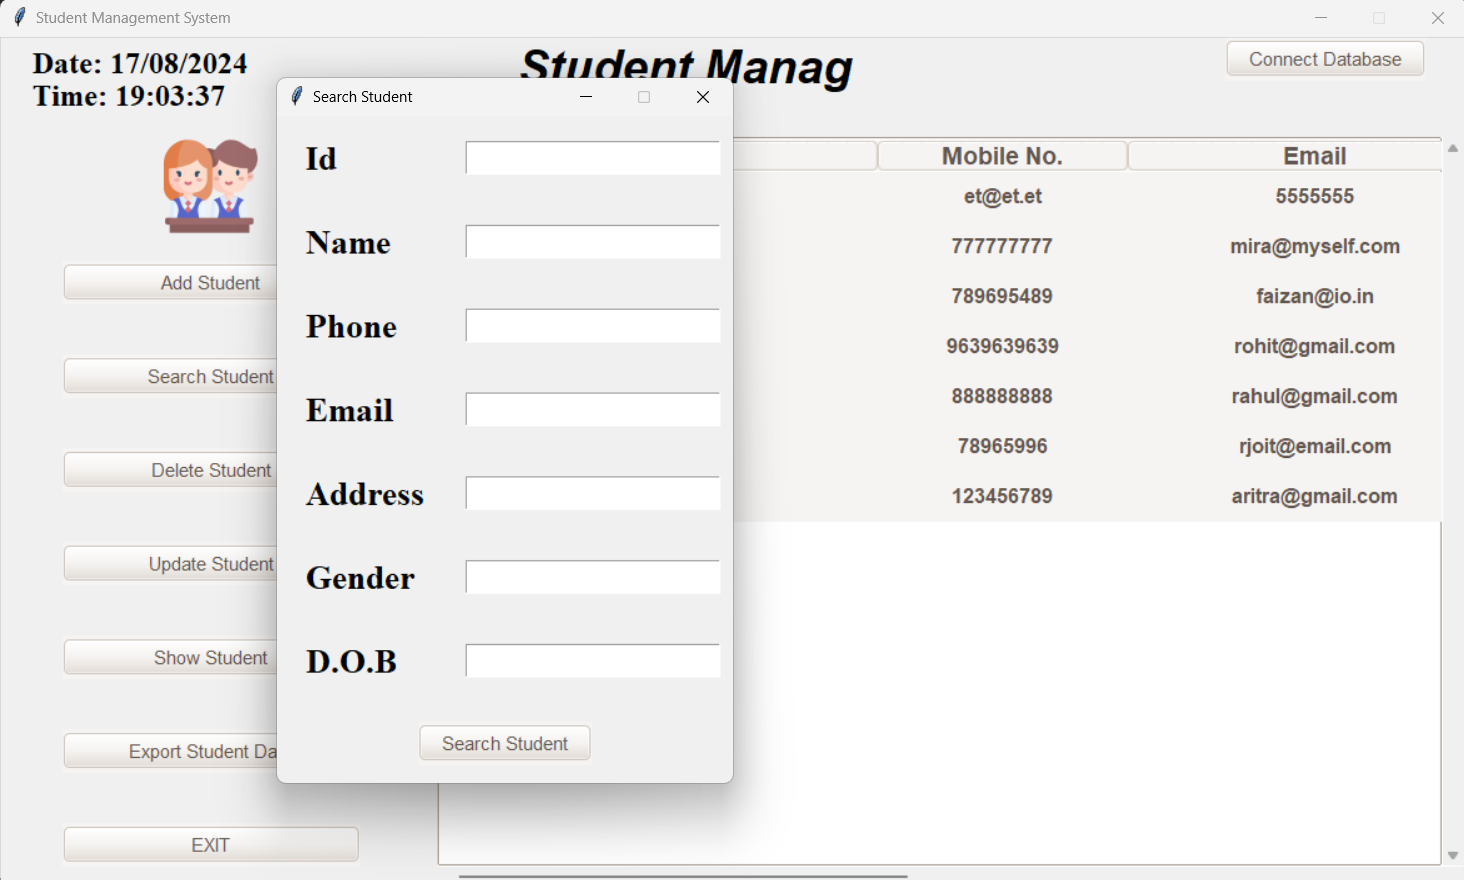 Student Management System
Date: 17/08/2024
Time: 19:03:37
Student Manag
Connect Database
Add Student
Search Student
Delete Student
Update Student
Show Student
Export Student Da
EXIT
Search Student
Id
Name
Phone
Email
Address
Gender
D.O.B
Search Student
Mobile No. Email
et@et.et 5555555
777777777 mira@myself.com
789695489 faizan@io.in
9639639639 rohit@gmail.com
888888888 rahul@gmail.com
78965996 rjoit@email.com
123456789 aritra@gmail.com